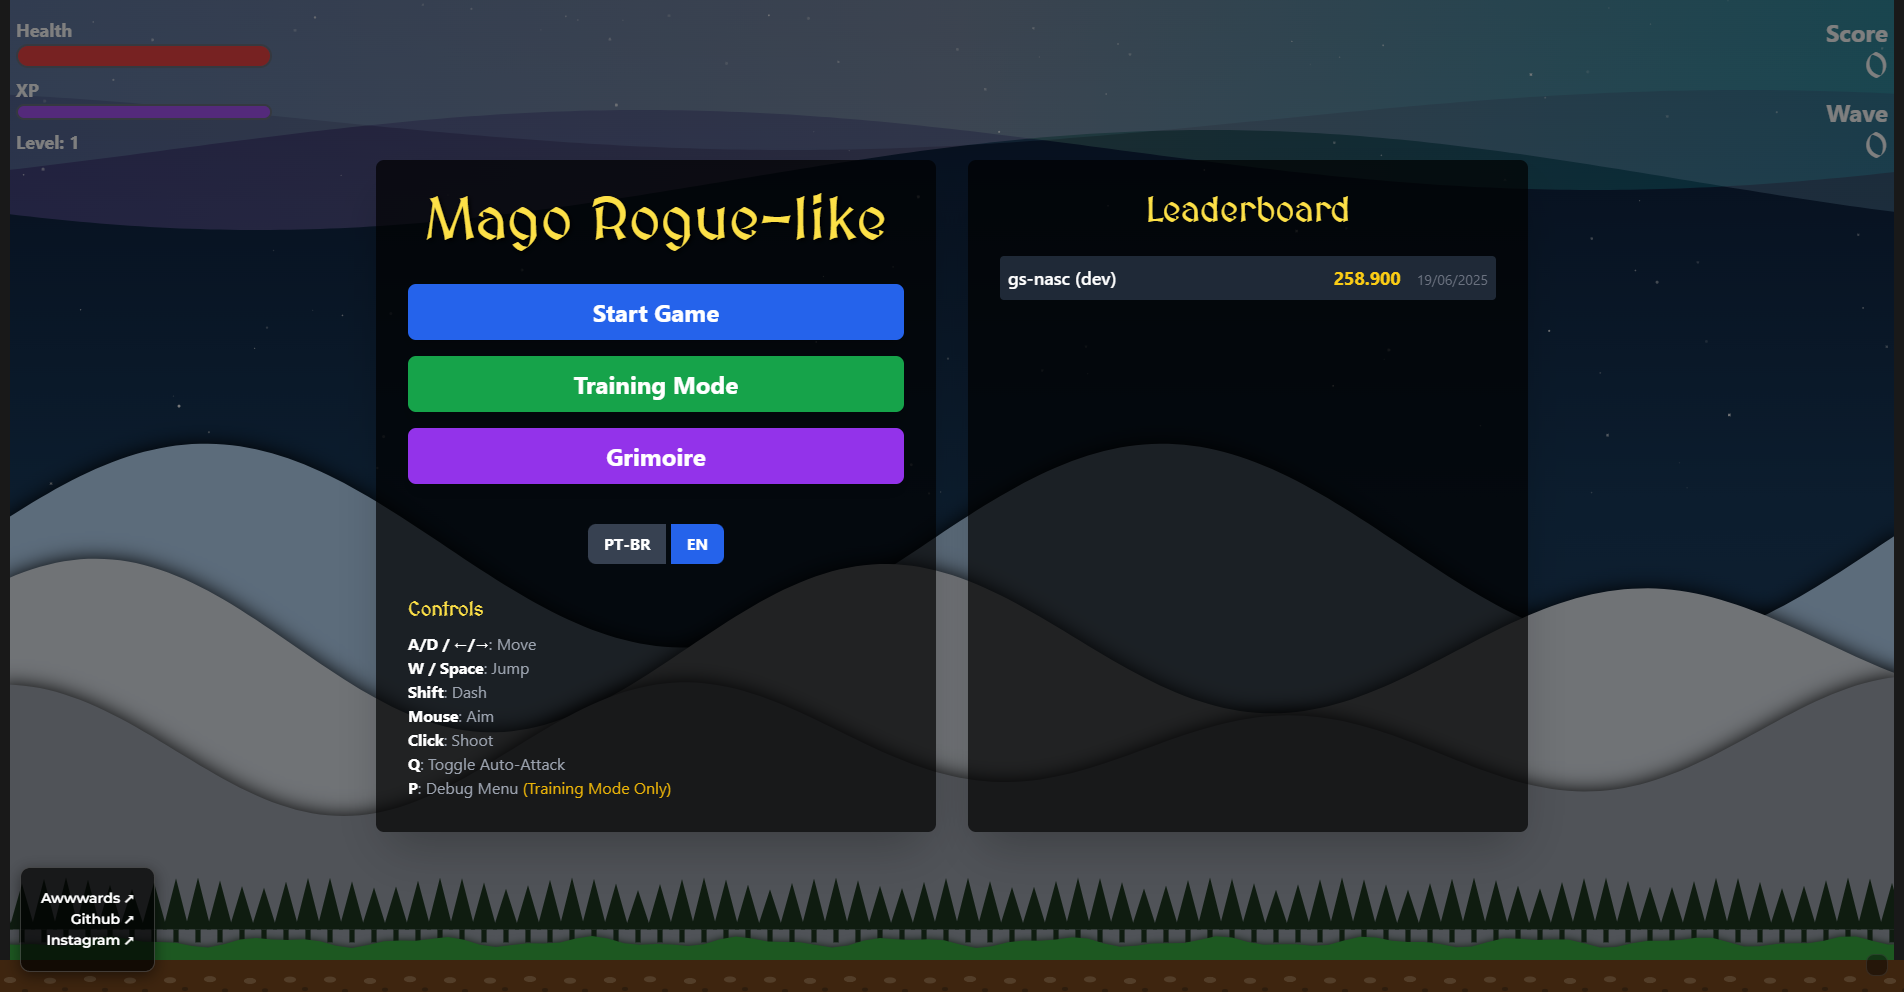 Health
XP
Level: 1
Score
0
Wave
0
Mago Rogue-like
Start Game
Training Mode
Grimoire
PT-BR
EN
Controls
A/D / ←/→: Move
W / Space: Jump
Shift: Dash
Mouse: Aim
Click: Shoot
Q: Toggle Auto-Attack
P: Debug Menu (Training Mode Only)
Leaderboard
gs-nasc (dev) 258.900 19/06/2025
Awwwards ↗
Github ↗
Instagram ↗